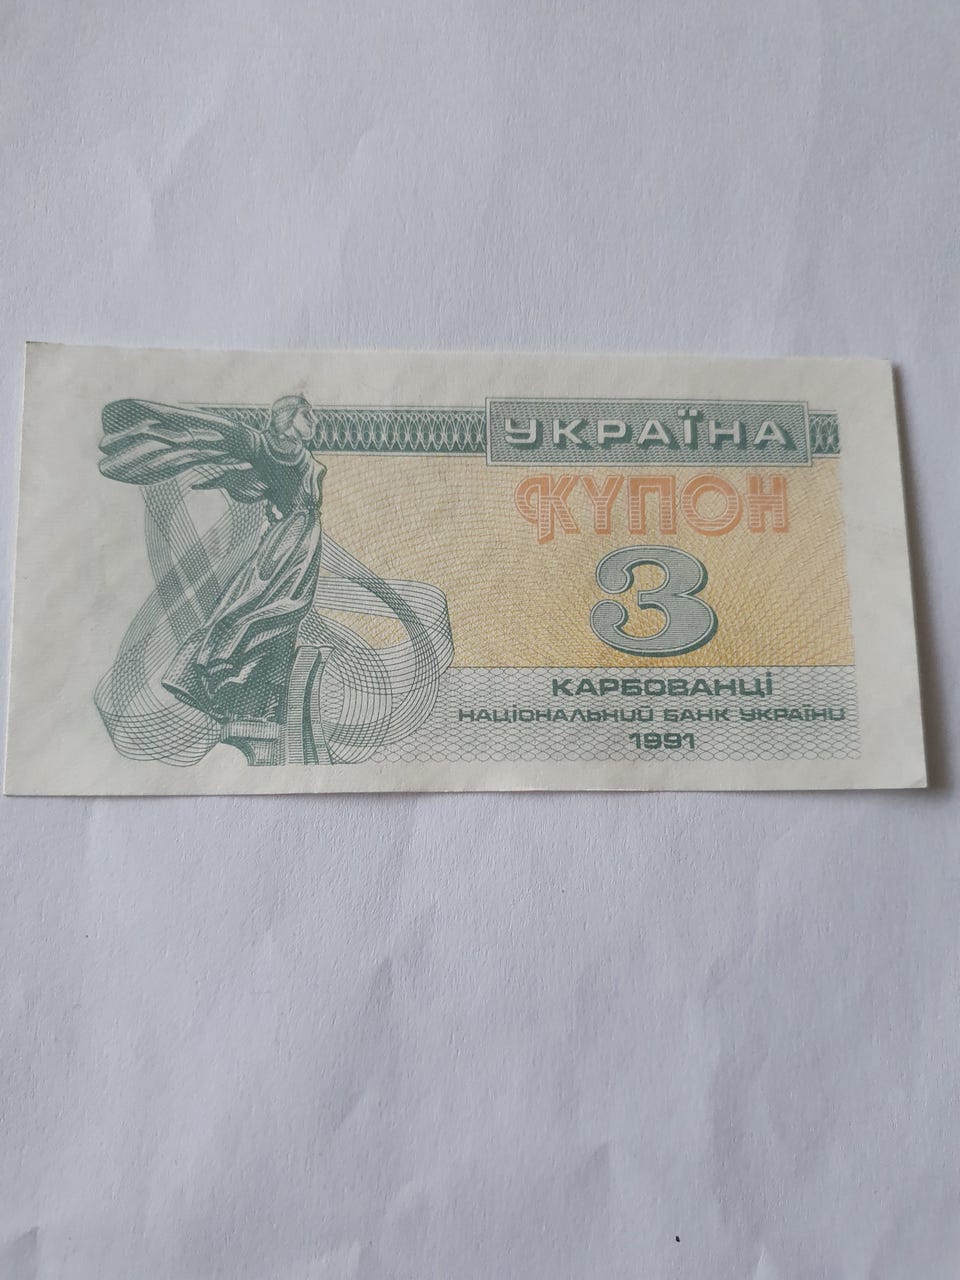 УКРАЇНА
КУПОН
3
КАРБОВАНЦІ
НАЦІОНАЛЬНИЙ БАНК УКРАЇНИ
1991